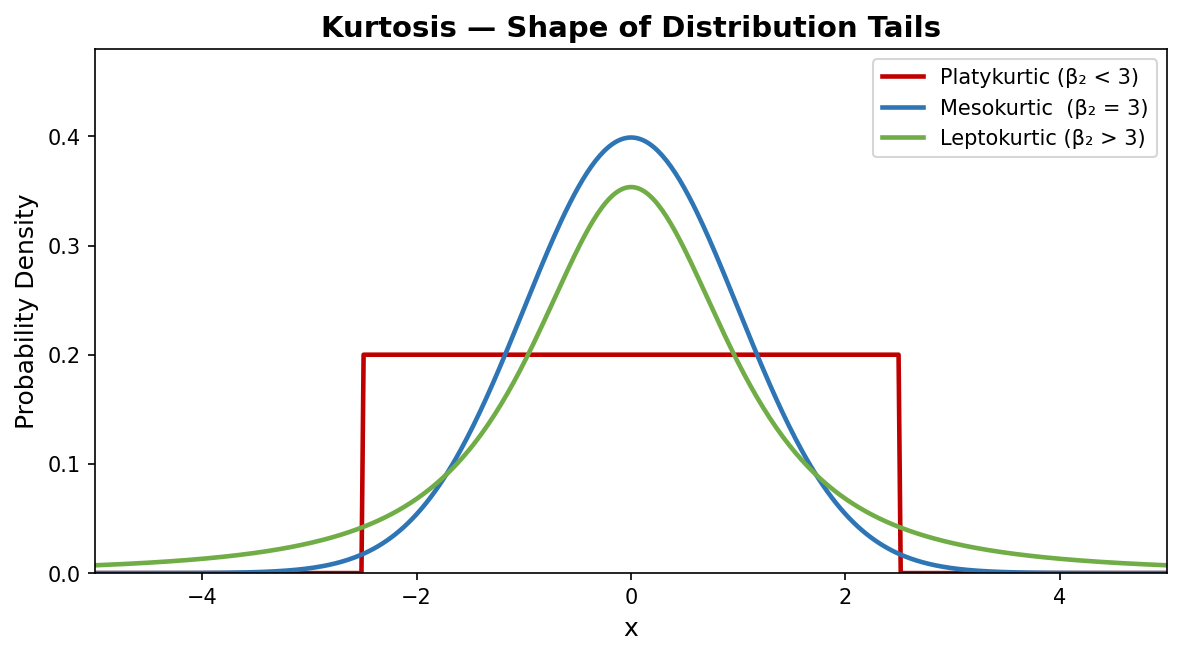 Kurtosis — Shape of Distribution Tails
Platykurtic (β₂ < 3)
Mesokurtic  (β₂ = 3)
Leptokurtic (β₂ > 3)
Probability Density
0.4
0.3
0.2
0.1
0.0
−4 −2 0 2 4
x